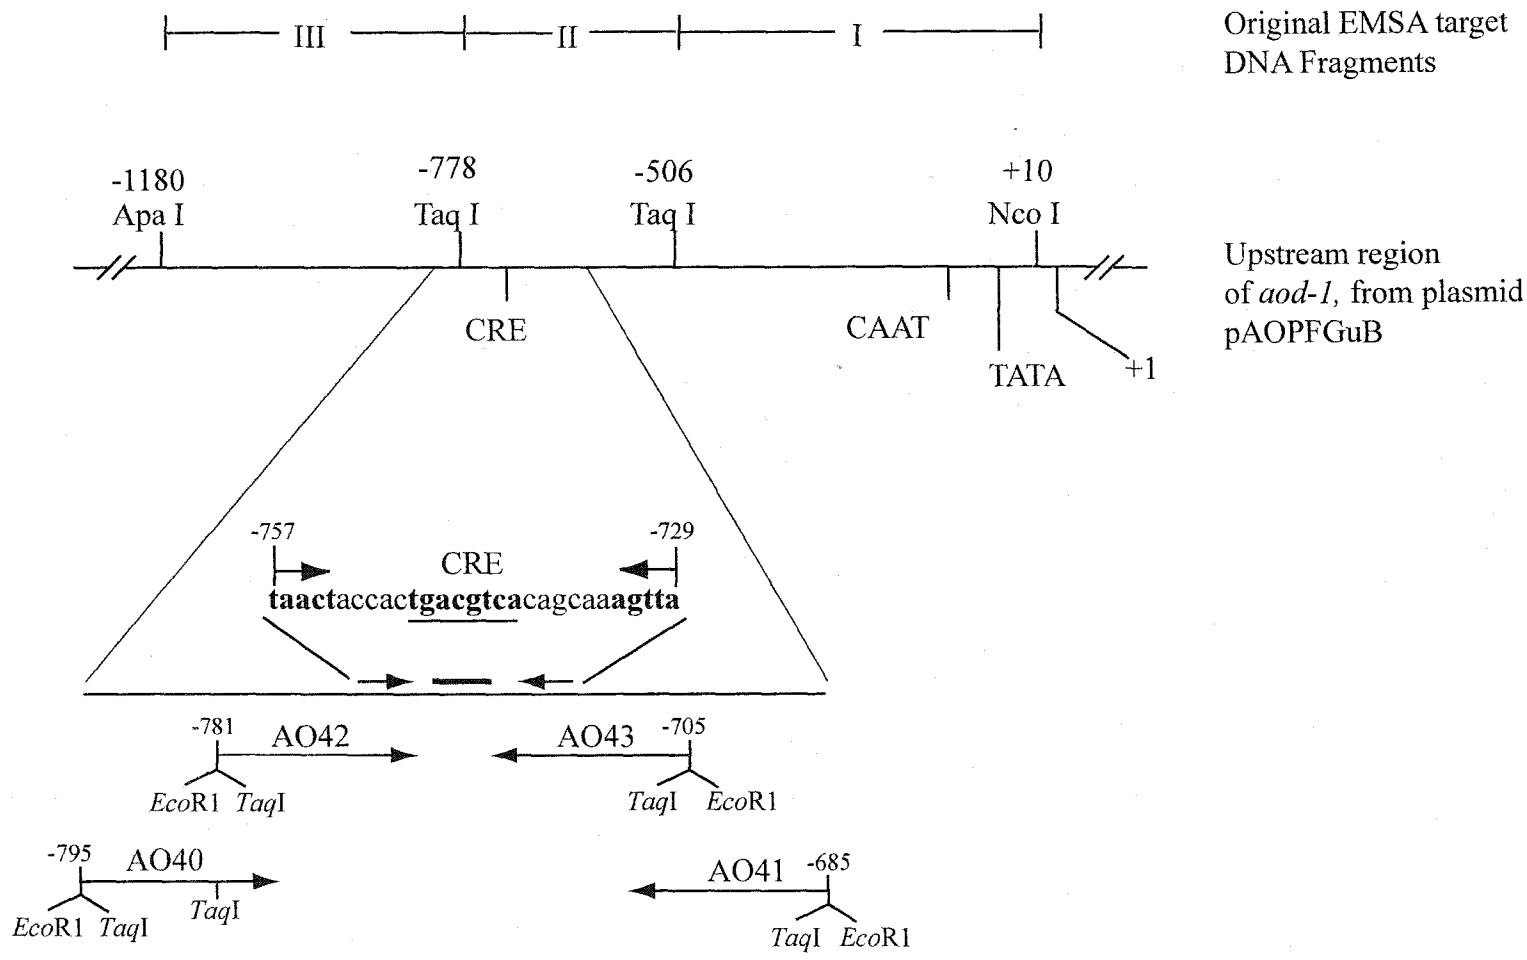 III II I
Original EMSA target
DNA Fragments
-1180 -778 -506 +10
Apa I Taq I Taq I Nco I
Upstream region
of aod-1, from plasmid
pAOPFGuB
CRE CAAT
TATA +1
-757 -729
CRE
taactaccactgacgtcacagcaaagtta
-781 AO42 AO43 -705
EcoR1 TaqI TaqI EcoR1
-795 AO40 AO41 -685
TaqI
EcoR1 TaqI TaqI EcoR1